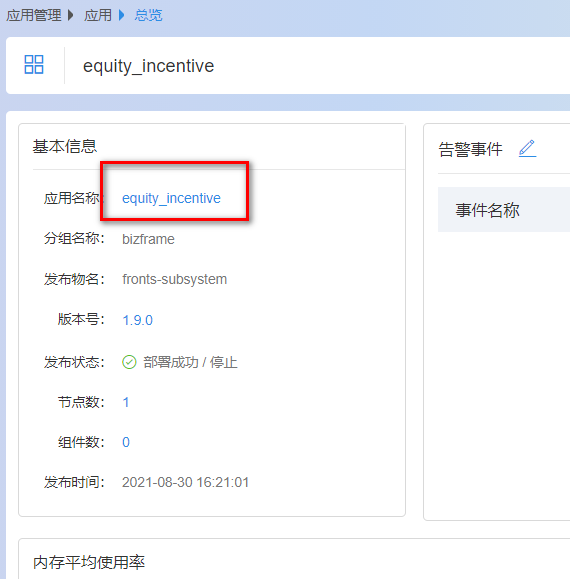 应用管理 应用 总览
equity_incentive
基本信息
应用名称: equity_incentive
分组名称: bizframe
发布物名: fronts-subsystem
版本号: 1.9.0
发布状态: 部署成功 / 停止
节点数: 1
组件数: 0
发布时间: 2021-08-30 16:21:01
告警事件
事件名称
内存平均使用率